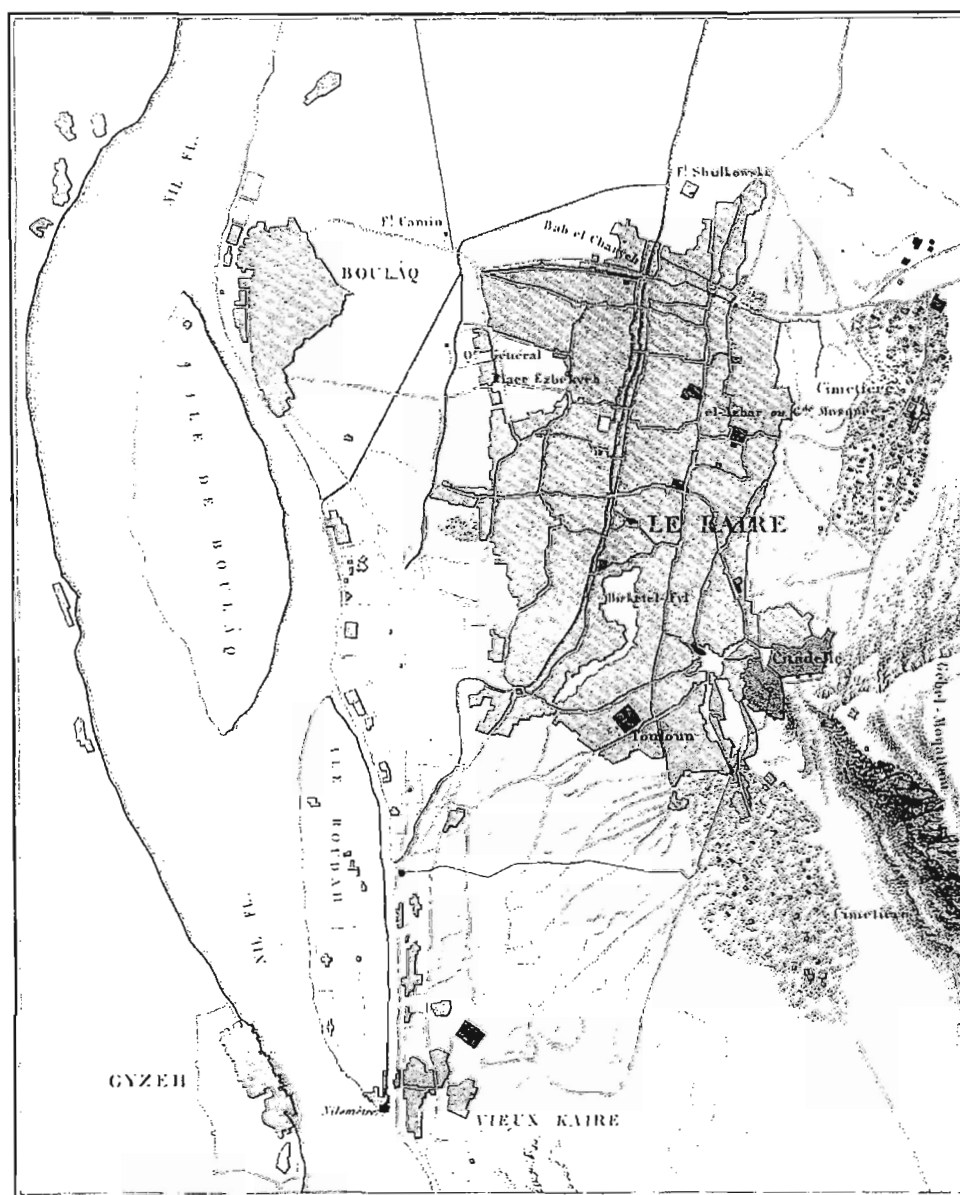 NIL FL.
Ft Shulkowski
Ft Camin
Bab el Charyeh
BOULÂQ
Qr Général
Place Ezbekyeh
Cimetière
el-Azhar ou Gde Mosquée
ILE DE BOULÂQ
LE KAIRE
Birket el-Fyl
Citadelle
Gebel Moqattam
Touloun
ILE ROUDAH
Cimetière
NIL FL.
GYZEH
Nilomètre
VIEUX KAIRE